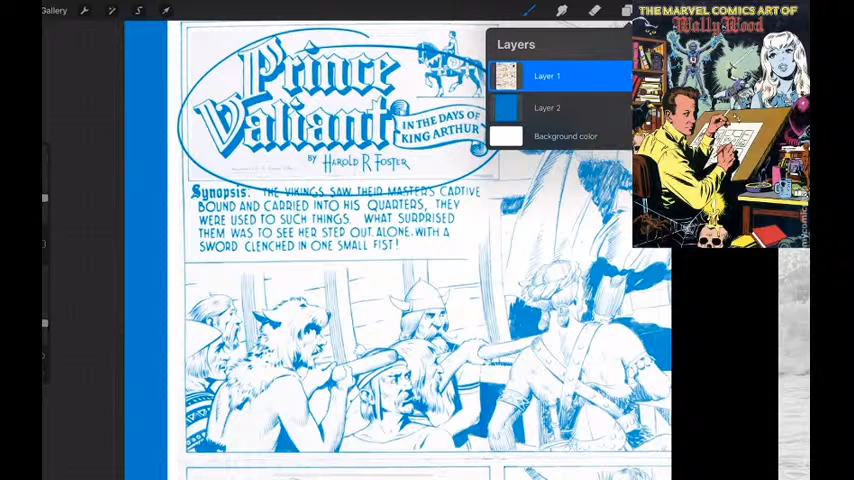 Gallery
Layers
Layer 1
Layer 2
Background color
THE MARVEL COMICS ART OF
Wally Wood
Prince
Valiant
IN THE DAYS OF
KING ARTHUR
BY HAROLD R FOSTER
Synopsis: THE VIKINGS SAW THEIR MASTER'S CAPTIVE
BOUND AND CARRIED INTO HIS QUARTERS, THEY
WERE USED TO SUCH THINGS. WHAT SURPRISED
THEM WAS TO SEE HER STEP OUT, ALONE, WITH A
SWORD CLENCHED IN ONE SMALL FIST!